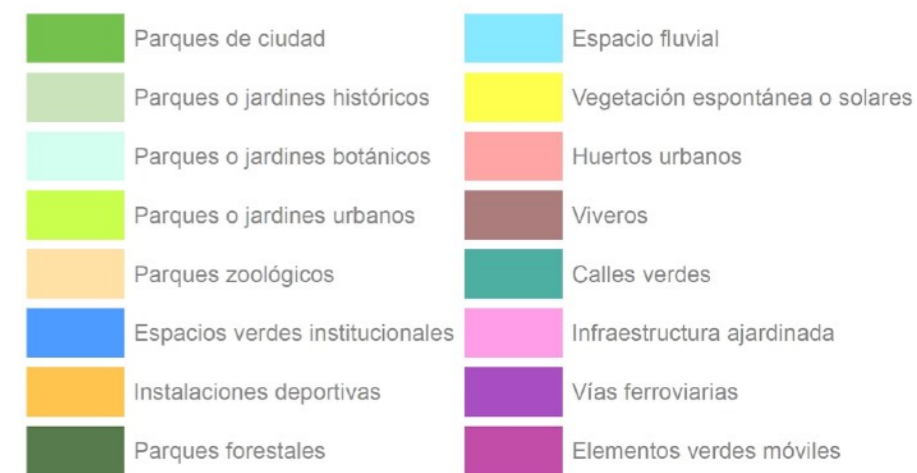 Parques de ciudad
Parques o jardines históricos
Parques o jardines botánicos
Parques o jardines urbanos
Parques zoológicos
Espacios verdes institucionales
Instalaciones deportivas
Parques forestales
Espacio fluvial
Vegetación espontánea o solares
Huertos urbanos
Viveros
Calles verdes
Infraestructura ajardinada
Vías ferroviarias
Elementos verdes móviles